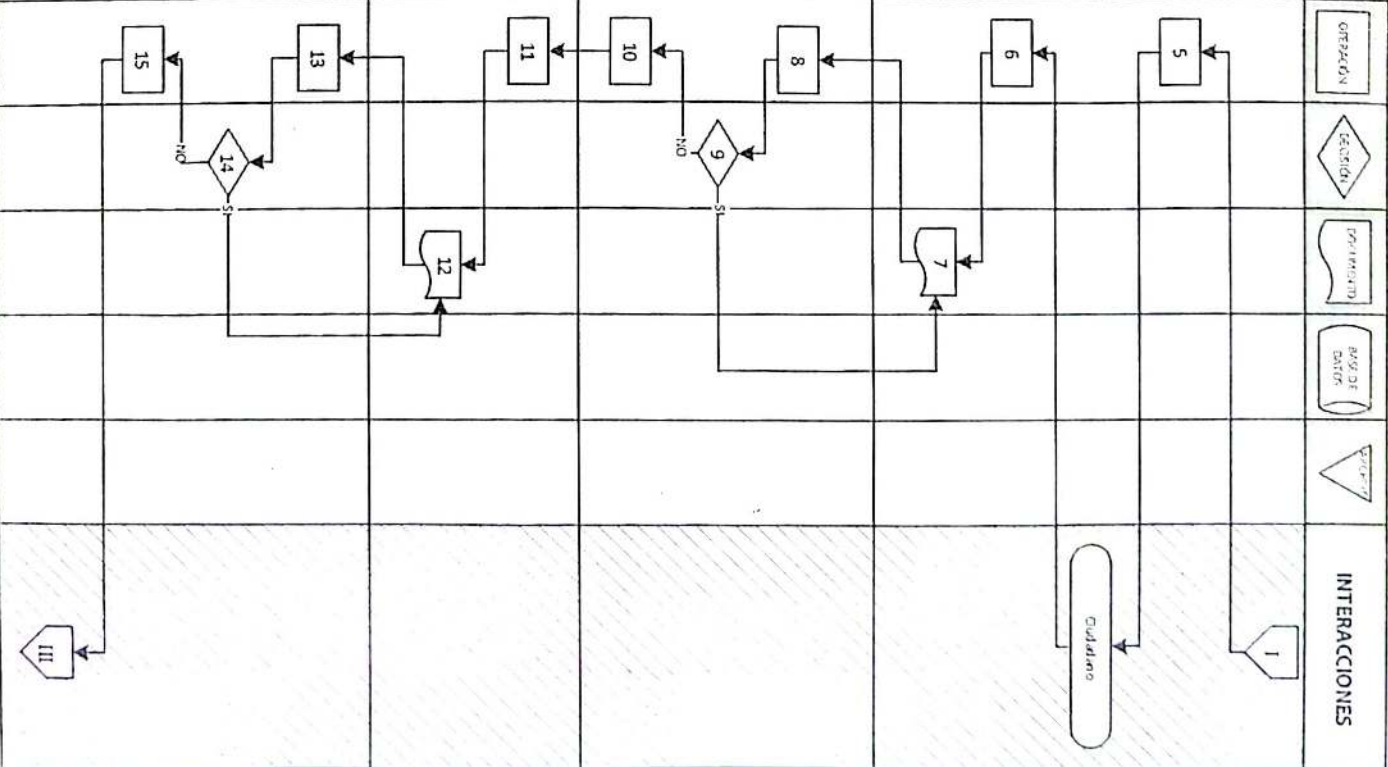 OPERACIÓN
DECISIÓN
DOCUMENTO
BASE DE
DATOS
ARCHIVO
INTERACCIONES
I
5
Ciudadano
6
7
8
9
NO
SI
10
11
12
13
14
NO
SI
15
III